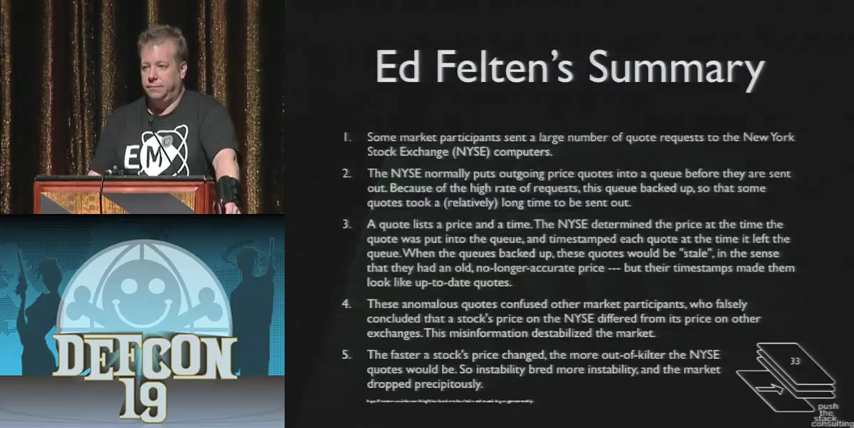 Ed Felten's Summary
1. Some market participants sent a large number of quote requests to the New York
Stock Exchange (NYSE) computers.
2. The NYSE normally puts outgoing price quotes into a queue before they are sent
out. Because of the high rate of requests, this queue backed up, so that some
quotes took a (relatively) long time to be sent out.
3. A quote lists a price and a time. The NYSE determined the price at the time the
quote was put into the queue, and timestamped each quote at the time it left the
queue. When the queues backed up, these quotes would be "stale", in the sense
that they had an old, no-longer-accurate price --- but their timestamps made them
look like up-to-date quotes.
4. These anomalous quotes confused other market participants, who falsely
concluded that a stock's price on the NYSE differed from its price on other
exchanges. This misinformation destabilized the market.
5. The faster a stock's price changed, the more out-of-kilter the NYSE
quotes would be. So instability bred more instability, and the market
dropped precipitously.
33
push
the
stack
consulting
DEFCON
19